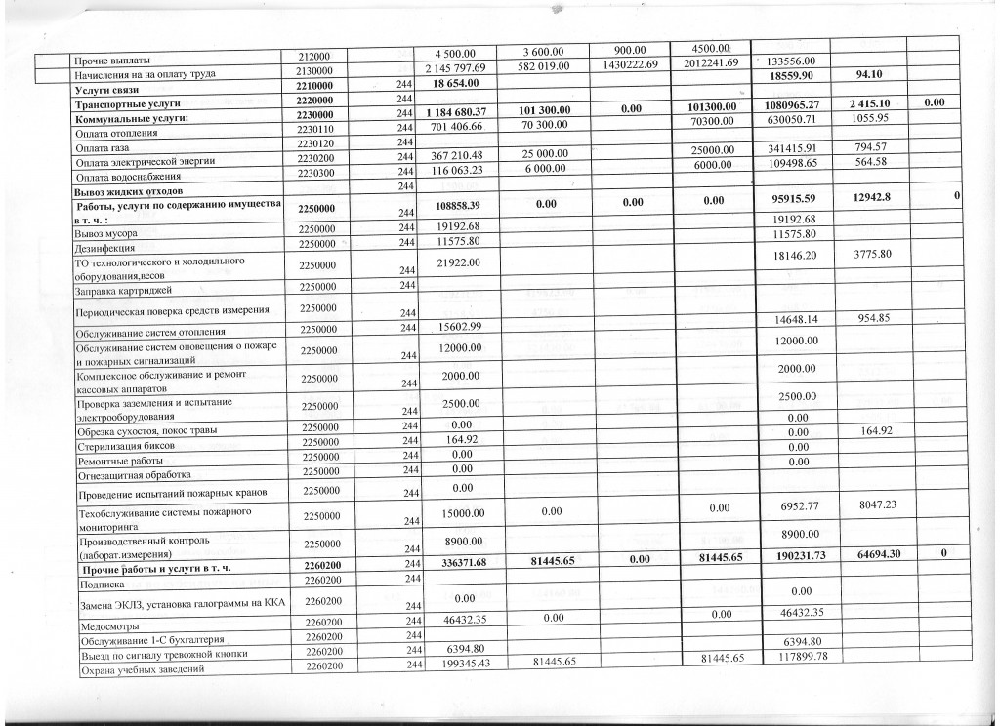 Прочие выплаты 212000 4 500.00 3 600.00 900.00 4500.00
Начисления на на оплату труда 2130000 2 145 797.69 582 019.00 1430222.69 2012241.69 133556.00
Услуги связи 2210000 244 18 654.00 18559.90 94.10
Транспортные услуги 2220000 244
Коммунальные услуги: 2230000 244 1 184 680.37 101 300.00 0.00 101300.00 1080965.27 2 415.10 0.00
Оплата отопления 2230110 244 701 406.66 70 300.00 70300.00 630050.71 1055.95
Оплата газа 2230120 244
Оплата электрической энергии 2230200 244 367 210.48 25 000.00 25000.00 341415.91 794.57
Оплата водоснабжения 2230300 244 116 063.23 6 000.00 6000.00 109498.65 564.58
Вывоз жидких отходов 244
Работы, услуги по содержанию имущества
в т. ч. : 2250000 244 108858.39 0.00 0.00 0.00 95915.59 12942.8 0
Вывоз мусора 2250000 244 19192.68 19192.68
Дезинфекция 2250000 244 11575.80 11575.80
ТО технологического и холодильного
оборудования,весов 2250000 244 21922.00 18146.20 3775.80
Заправка картриджей 2250000 244
Периодическая поверка средств измерения 2250000 244
Обслуживание систем отопления 2250000 244 15602.99 14648.14 954.85
Обслуживание систем оповещения о пожаре
и пожарных сигнализаций 2250000 244 12000.00 12000.00
Комплексное обслуживание и ремонт
кассовых аппаратов 2250000 244 2000.00 2000.00
Проверка заземления и испытание
электрооборудования 2250000 244 2500.00 2500.00
Обрезка сухостоя, покос травы 2250000 244 0.00 0.00
Стерилизация биксов 2250000 244 164.92 0.00 164.92
Ремонтные работы 2250000 244 0.00 0.00
Огнезащитная обработка 2250000 244 0.00 0.00
Проведение испытаний пожарных кранов 2250000 244 0.00
Техобслуживание системы пожарного
мониторинга 2250000 244 15000.00 0.00 0.00 6952.77 8047.23
Производственный контроль
(лаборат.измерения) 2250000 244 8900.00 8900.00
Прочие работы и услуги в т. ч. 2260200 244 336371.68 81445.65 0.00 81445.65 190231.73 64694.30 0
Подписка 2260200 244
Замена ЭКЛЗ, установка галограммы на ККА 2260200 244 0.00 0.00
Медосмотры 2260200 244 46432.35 0.00 0.00 46432.35
Обслуживание 1-С бухгалтерия 2260200 244
Выезд по сигналу тревожной кнопки 2260200 244 6394.80 6394.80
Охрана учебных заведений 2260200 244 199345.43 81445.65 81445.65 117899.78